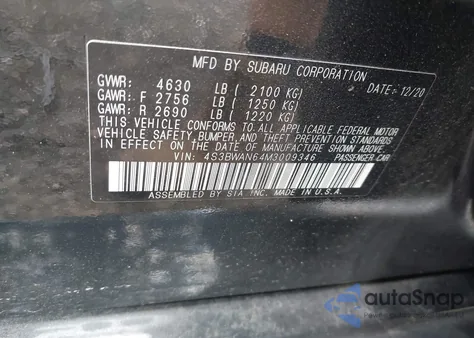 MFD BY SUBARU CORPORATION DATE: 12/20
GVWR: 4630 LB ( 2100 KG)
GAWR: F 2756 LB ( 1250 KG)
GAWR: R 2690 LB ( 1220 KG)
THIS VEHICLE CONFORMS TO ALL APPLICABLE FEDERAL MOTOR
VEHICLE SAFETY, BUMPER, AND THEFT PREVENTION STANDARDS
IN EFFECT ON THE DATE OF MANUFACTURE SHOWN ABOVE.
VIN: 4S3BWAN64M3009346 PASSENGER CAR
ASSEMBLED BY SIA INC. U.S.A.
autoSnap